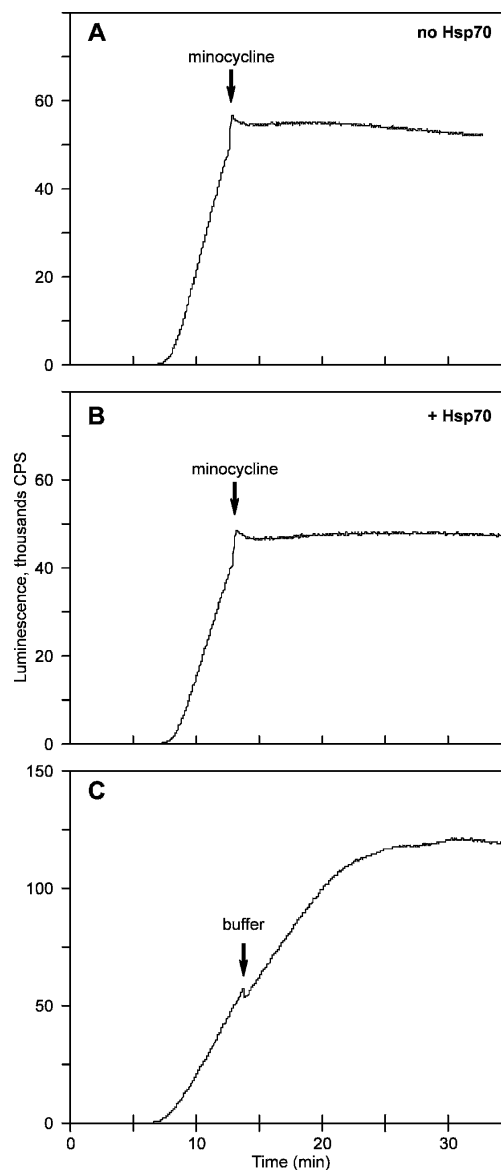 A
no Hsp70
minocycline
60
40
20
0
B
+ Hsp70
minocycline
60
40
20
0
Luminescence, thousands CPS
C
150
buffer
100
50
0
0
10
20
30
Time (min)